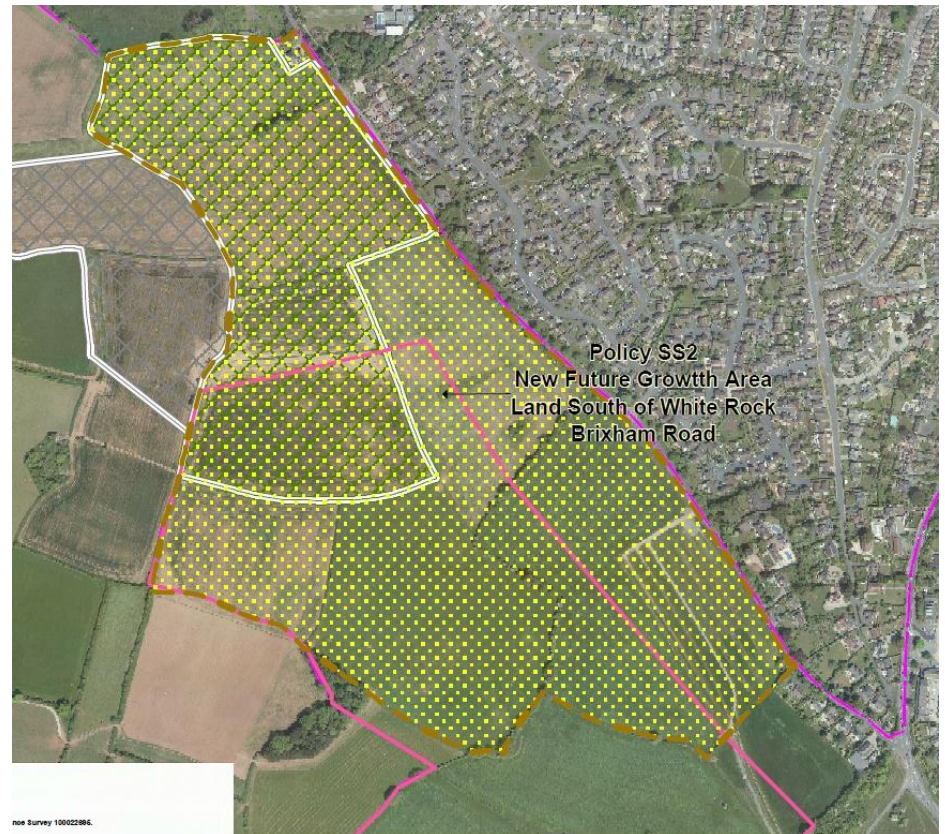 Policy SS2
New Future Growtth Area
Land South of White Rock
Brixham Road
nce Survey 100022695.